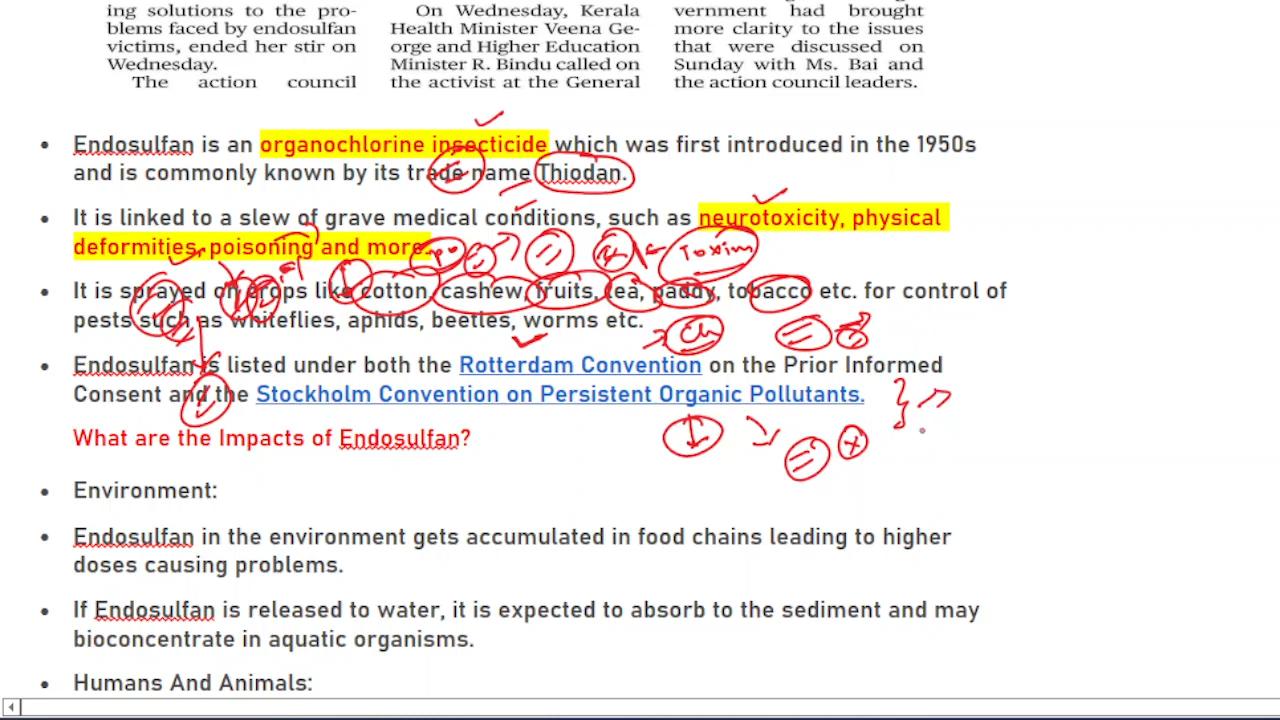 ing solutions to the pro-
blems faced by endosulfan
victims, ended her stir on
Wednesday.
The action council
On Wednesday, Kerala
Health Minister Veena Ge-
orge and Higher Education
Minister R. Bindu called on
the activist at the General
vernment had brought
more clarity to the issues
that were discussed on
Sunday with Ms. Bai and
the action council leaders.
• Endosulfan is an organochlorine insecticide which was first introduced in the 1950s
and is commonly known by its trade name Thiodan.
• It is linked to a slew of grave medical conditions, such as neurotoxicity, physical
deformities, poisoning and more.
Toxim
• It is sprayed on crops like cotton, cashew, fruits, tea, paddy, tobacco etc. for control of
pests such as whiteflies, aphids, beetles, worms etc.
• Endosulfan is listed under both the Rotterdam Convention on the Prior Informed
Consent and the Stockholm Convention on Persistent Organic Pollutants.
What are the Impacts of Endosulfan?
• Environment:
• Endosulfan in the environment gets accumulated in food chains leading to higher
doses causing problems.
• If Endosulfan is released to water, it is expected to absorb to the sediment and may
bioconcentrate in aquatic organisms.
• Humans And Animals: